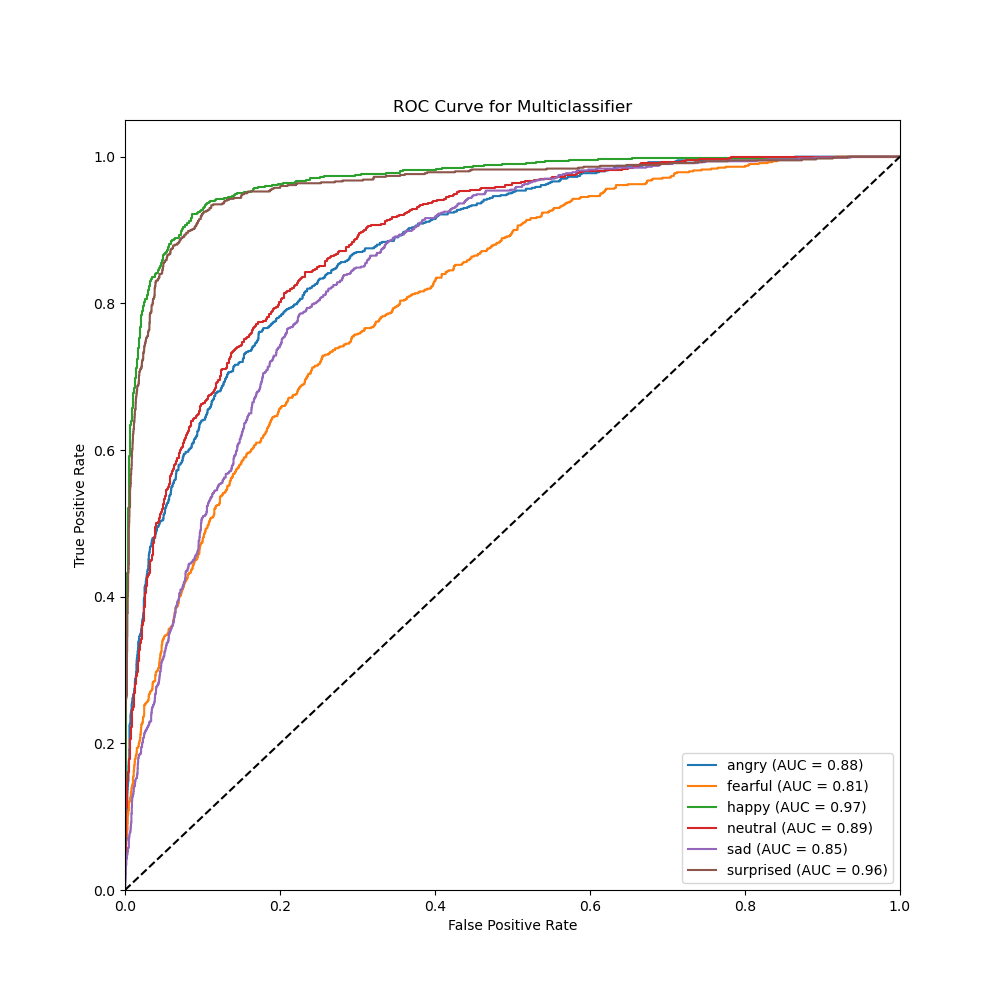 ROC Curve for Multiclassifier
True Positive Rate
1.0
0.8
0.6
0.4
0.2
0.0
0.0 0.2 0.4 0.6 0.8 1.0
False Positive Rate
angry (AUC = 0.88)
fearful (AUC = 0.81)
happy (AUC = 0.97)
neutral (AUC = 0.89)
sad (AUC = 0.85)
surprised (AUC = 0.96)